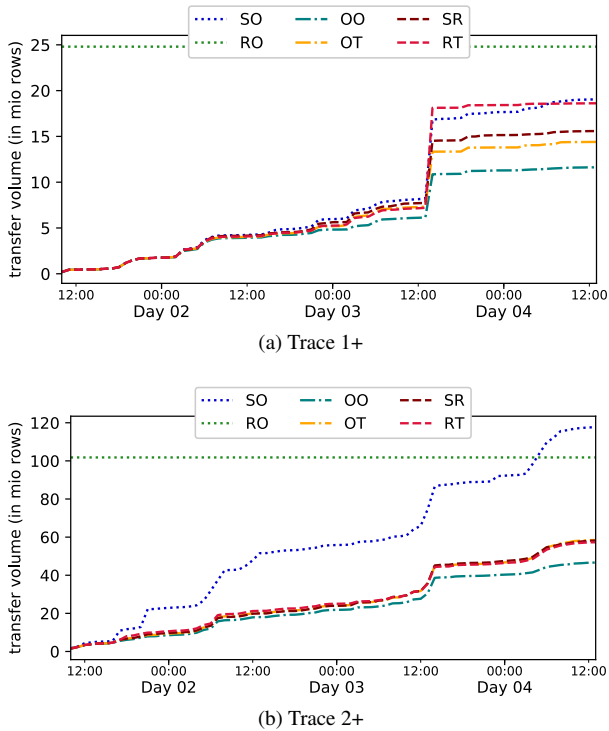 SO OO SR
RO OT RT
25
20
15
10
5
0
transfer volume (in mio rows)
12:00 00:00 12:00 00:00 12:00 00:00 12:00
Day 02 Day 03 Day 04
(a) Trace 1+
SO OO SR
RO OT RT
120
100
80
60
40
20
0
transfer volume (in mio rows)
12:00 00:00 12:00 00:00 12:00 00:00 12:00
Day 02 Day 03 Day 04
(b) Trace 2+